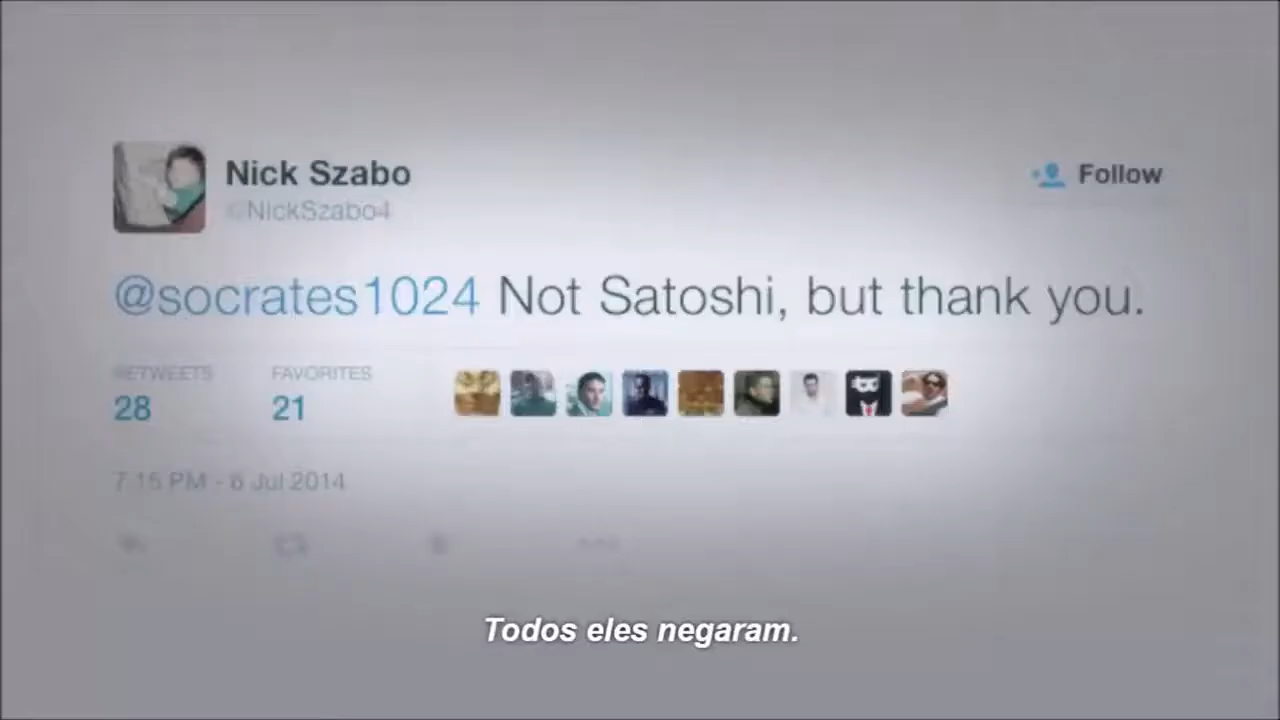 Nick Szabo
@NickSzabo4
Follow
@socrates1024 Not Satoshi, but thank you.
RETWEETS FAVORITES
28 21
7:15 PM - 6 Jul 2014
Todos eles negaram.